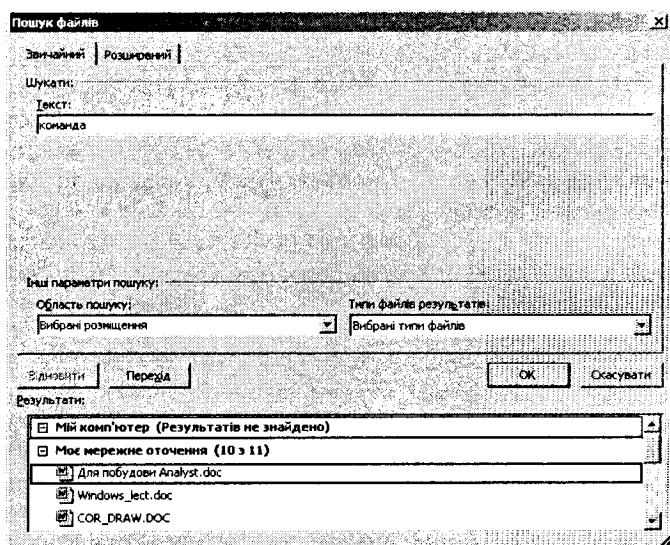 Пошук файлів
Звичайний Розширений
Шукати:
Текст:
команда
Інші параметри пошуку:
Область пошуку: Типи файлів результатів:
Вибрані розміщення Вибрані типи файлів
Відновити Перехід ОК Скасувати
Результати:
Мій комп'ютер (Результатів не знайдено)
Моє мережне оточення (10 з 11)
Для побудови Analyst.doc
Windows_lect.doc
COR_DRAW.DOC